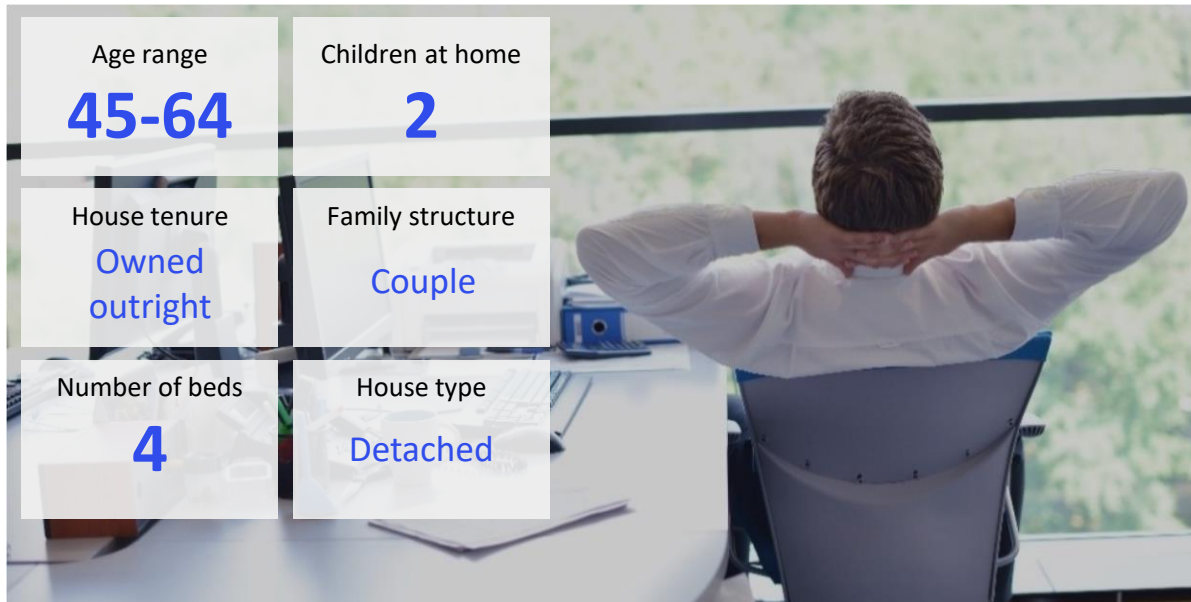 Age range
45-64
Children at home
2
House tenure
Owned
outright
Family structure
Couple
Number of beds
4
House type
Detached